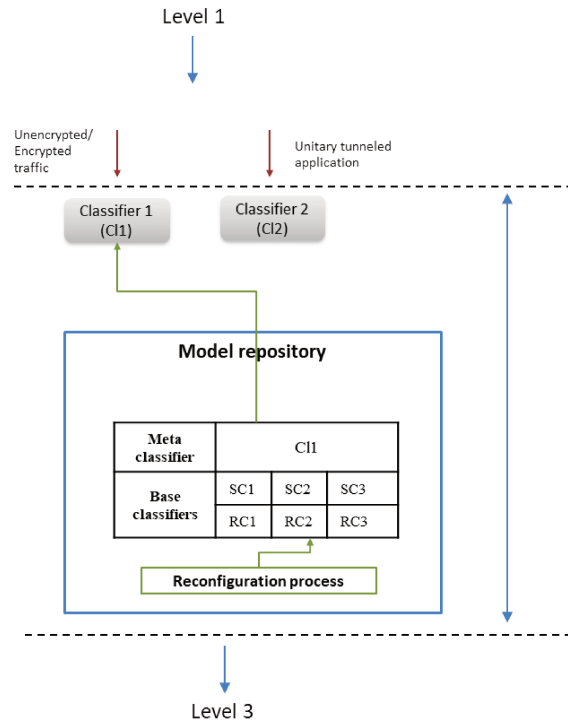 Level 1
Unencrypted/
Encrypted
traffic
Unitary tunneled
application
Classifier 1
(Cl1)
Classifier 2
(Cl2)
Model repository
Meta
classifier
Cl1
Base
classifiers
SC1 SC2 SC3
RC1 RC2 RC3
Reconfiguration process
Level 3